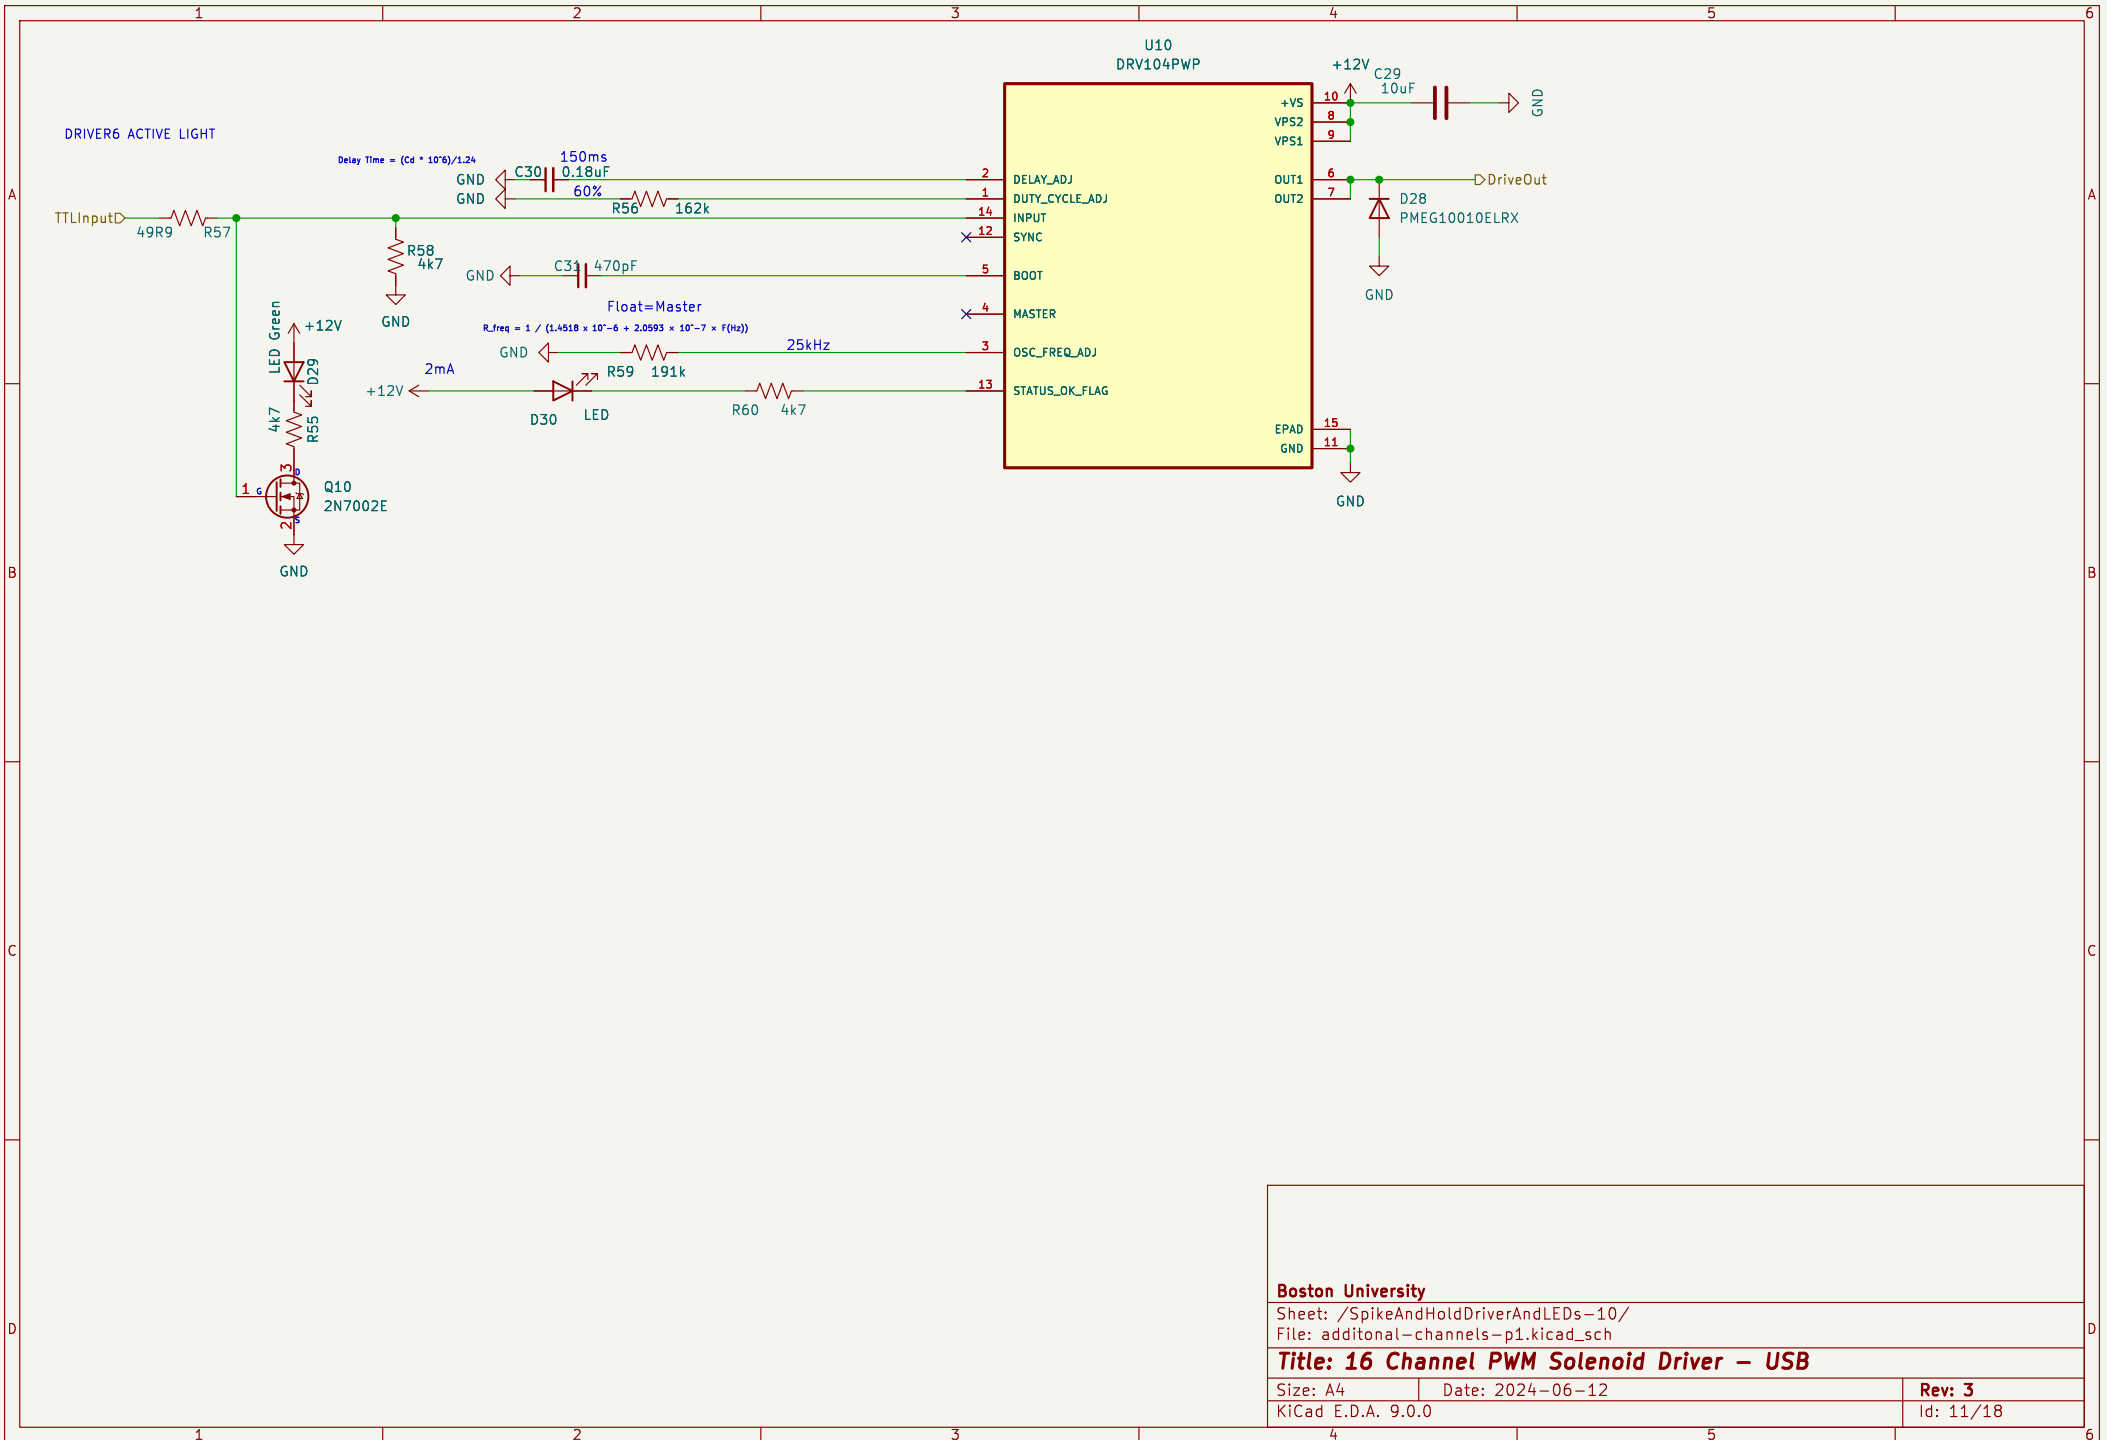 1 2 3 4 5 6
U10
DRV104PWP
+12V
C29
10uF
GND
10 +VS
8 VPS2
9 VPS1
DRIVER6 ACTIVE LIGHT
Delay Time = (Cd * 10^6)/1.24
150ms
GND C30 0.18uF 2 DELAY_ADJ
60%
GND R56 162k 1 DUTY_CYCLE_ADJ
OUT1 6 DriveOut
OUT2 7
D28
PMEG10010ELRX
GND
A A
TTLInput 49R9 R57 14 INPUT
12 SYNC
R58
4k7
GND
GND C31 470pF 5 BOOT
Float=Master
4 MASTER
R_freq = 1 / (1.4518 x 10^-6 + 2.0593 × 10^-7 × F(Hz))
GND R59 191k 25kHz 3 OSC_FREQ_ADJ
2mA
+12V D30 LED R60 4k7 13 STATUS_OK_FLAG
EPAD 15
GND 11
GND
LED Green
+12V
D29
4k7
R55
3 D
1 G
2 S
Q10
2N7002E
GND
B B
C C
D D
Boston University
Sheet: /SpikeAndHoldDriverAndLEDs-10/
File: additonal-channels-p1.kicad_sch
Title: 16 Channel PWM Solenoid Driver - USB
Size: A4 Date: 2024-06-12 Rev: 3
KiCad E.D.A. 9.0.0 Id: 11/18
1 2 3 4 5 6